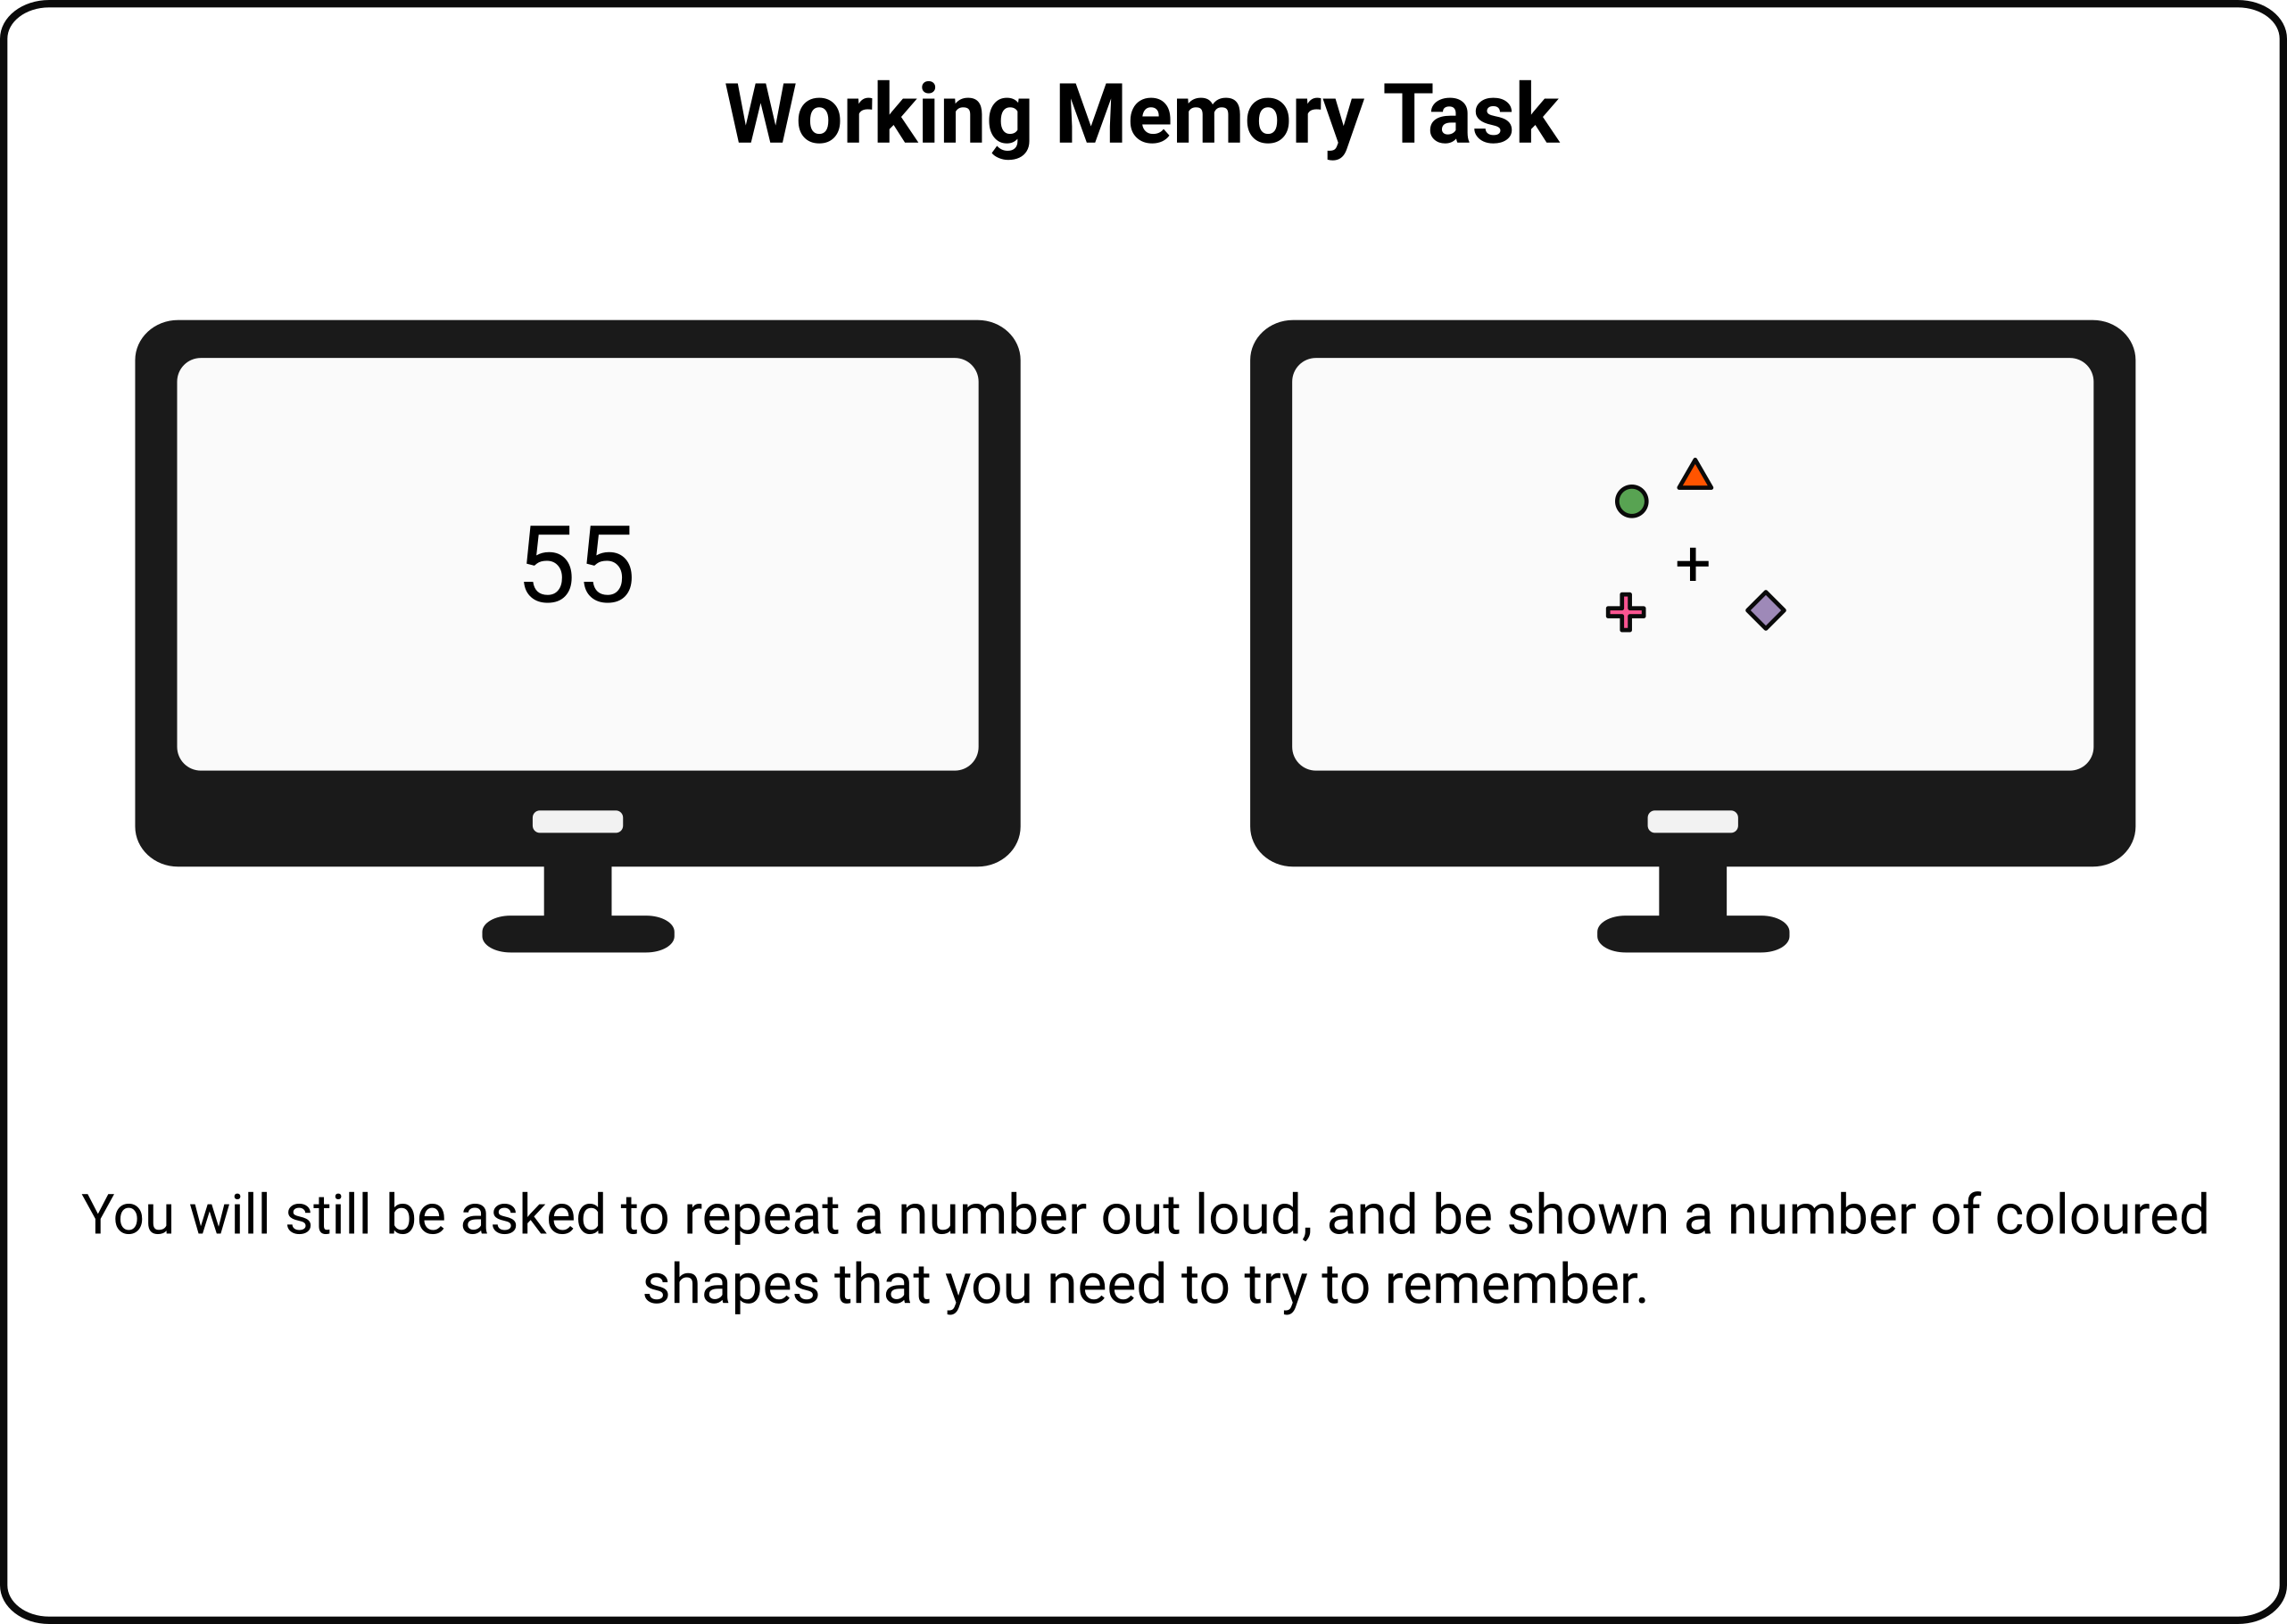 Working Memory Task
55
+
You will still be asked to repeat a number out loud, and be shown a number of coloured
shapes that you need to try to remember.